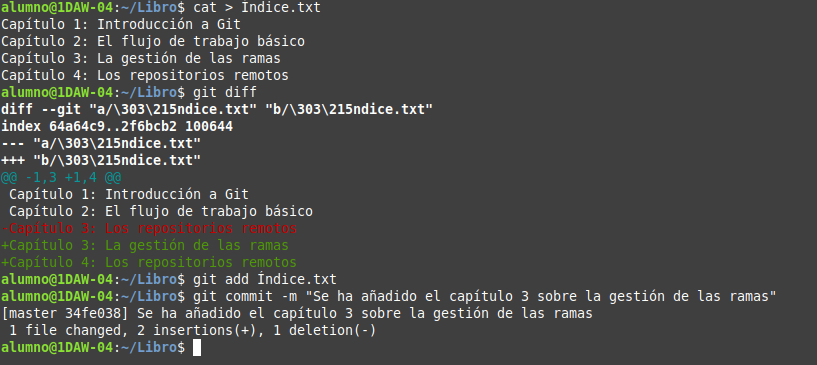 alumno@1DAW-04:~/Libro$ cat > Índice.txt
Capítulo 1: Introducción a Git
Capítulo 2: El flujo de trabajo básico
Capítulo 3: La gestión de las ramas
Capítulo 4: Los repositorios remotos
alumno@1DAW-04:~/Libro$ git diff
diff --git "a/\303\215ndice.txt" "b/\303\215ndice.txt"
index 64a64c9..2f6bcb2 100644
--- "a/\303\215ndice.txt"
+++ "b/\303\215ndice.txt"
@@ -1,3 +1,4 @@
 Capítulo 1: Introducción a Git
 Capítulo 2: El flujo de trabajo básico
-Capítulo 3: Los repositorios remotos
+Capítulo 3: La gestión de las ramas
+Capítulo 4: Los repositorios remotos
alumno@1DAW-04:~/Libro$ git add Índice.txt
alumno@1DAW-04:~/Libro$ git commit -m "Se ha añadido el capítulo 3 sobre la gestión de las ramas"
[master 34fe038] Se ha añadido el capítulo 3 sobre la gestión de las ramas
 1 file changed, 2 insertions(+), 1 deletion(-)
alumno@1DAW-04:~/Libro$